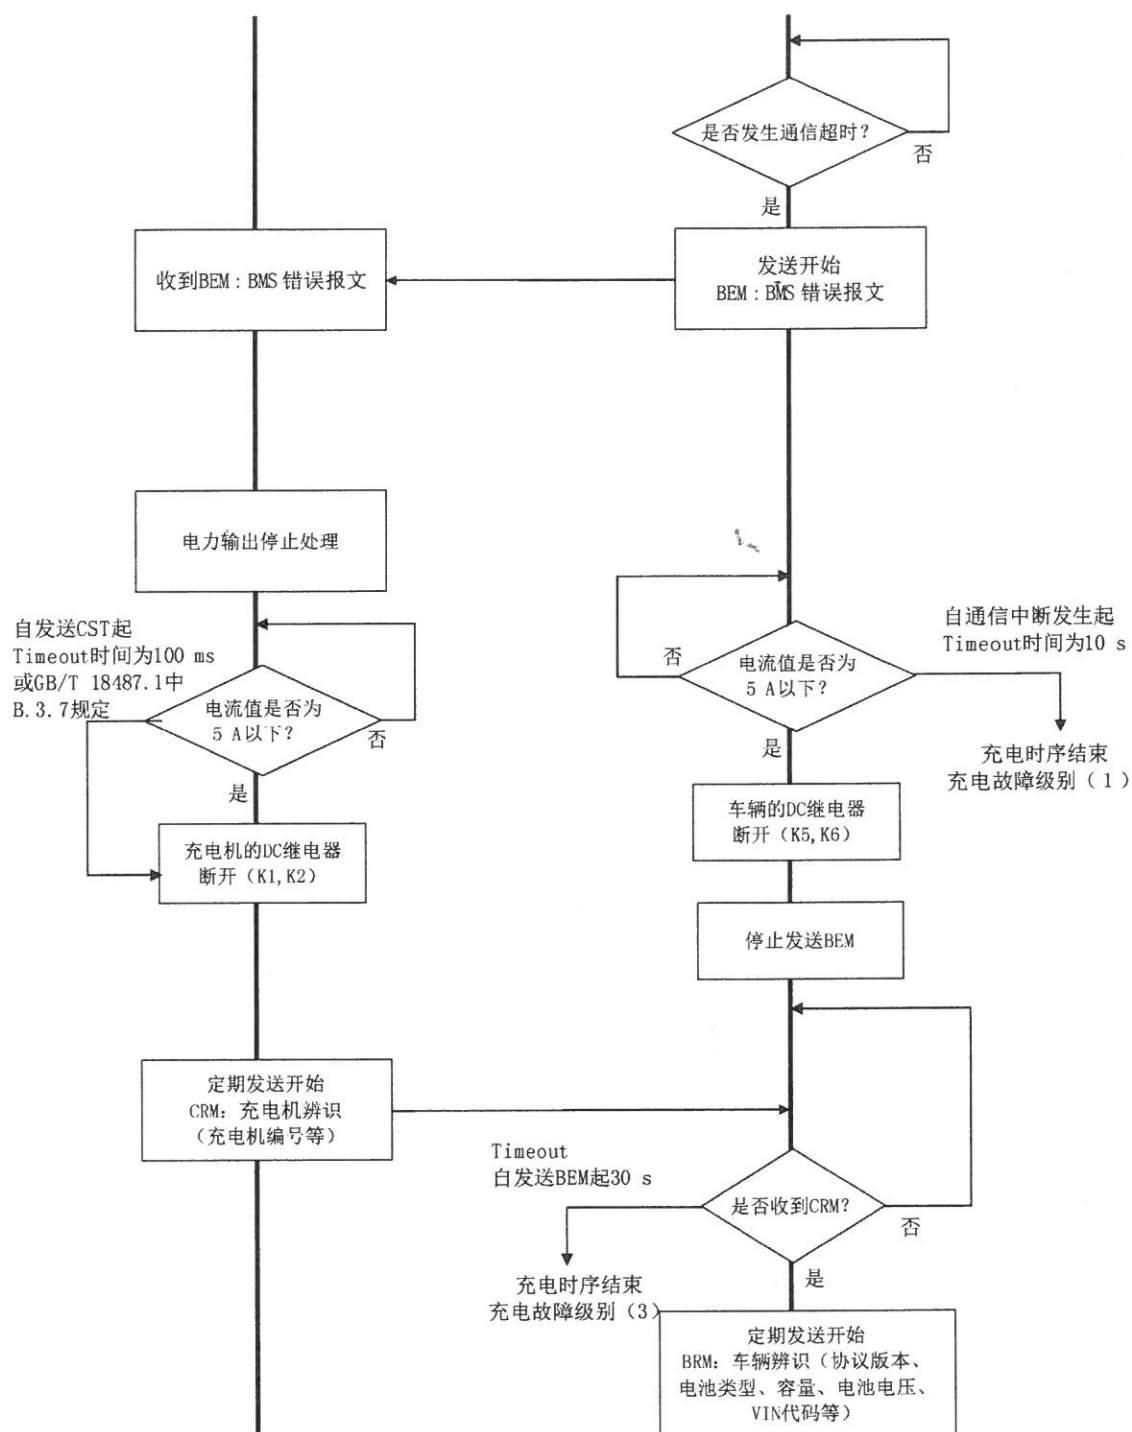 是否发生通信超时?
否
是
收到BEM：BMS 错误报文
发送开始
BEM：BMS 错误报文
电力输出停止处理
自发送CST起
Timeout时间为100 ms
或GB/T 18487.1中
B.3.7规定
电流值是否为
5 A以下?
否
是
自通信中断发生起
Timeout时间为10 s
否
电流值是否为
5 A以下?
是
充电时序结束
充电故障级别（1）
车辆的DC继电器
断开（K5,K6）
充电机的DC继电器
断开（K1,K2）
停止发送BEM
定期发送开始
CRM：充电机辨识
（充电机编号等）
Timeout
自发送BEM起30 s
是否收到CRM?
否
是
充电时序结束
充电故障级别（3）
定期发送开始
BRM：车辆辨识（协议版本、
电池类型、容量、电池电压、
VIN代码等）